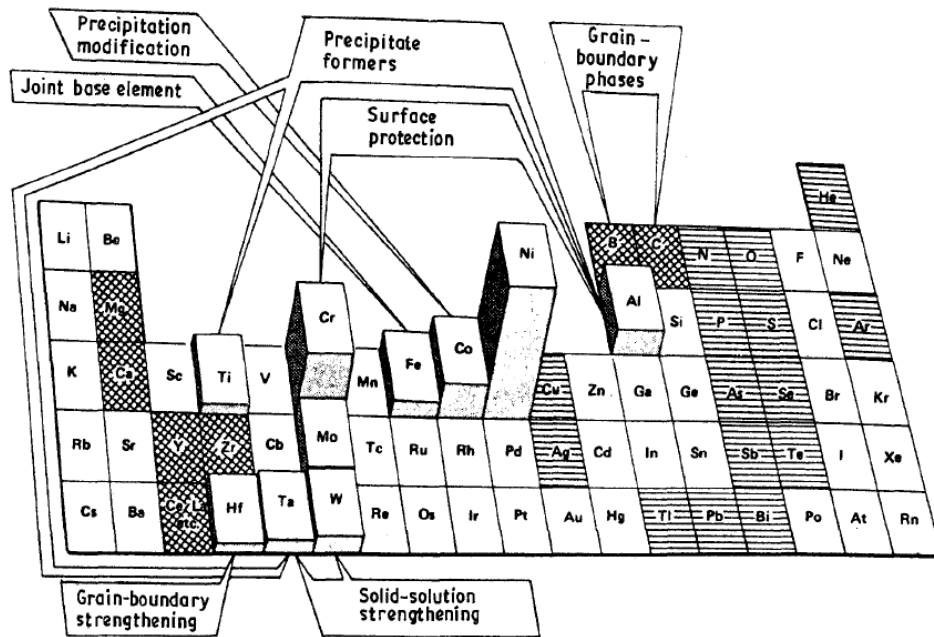 Precipitation
modification
Precipitate
formers
Grain-
boundary
phases
Joint base element
Surface
protection
He
Li Be B C N O F Ne
Na Mg Al Si P S Cl Ar
K Ca Sc Ti V Cr Mn Fe Co Ni Cu Zn Ga Ge As Se Br Kr
Rb Sr Y Zr Cb Mo Tc Ru Rh Pd Ag Cd In Sn Sb Te I Xe
Cs Ba Ce/La Hf Ta W Re Os Ir Pt Au Hg Tl Pb Bi Po At Rn
etc.
Grain-boundary
strengthening
Solid-solution
strengthening